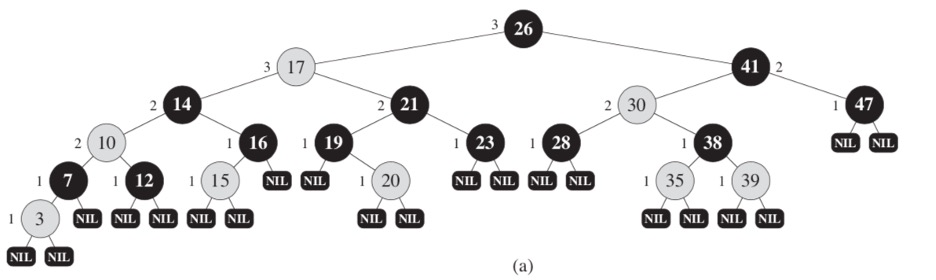 3 26
3 17 41 2
2 14 2 21 2 30 1 47
2 10 1 16 1 19 1 23 1 28 1 38 NIL NIL
1 7 1 12 1 15 NIL NIL 1 20 NIL NIL NIL NIL 1 35 1 39
1 3 NIL NIL NIL NIL NIL NIL NIL NIL NIL NIL NIL NIL
NIL NIL
(a)